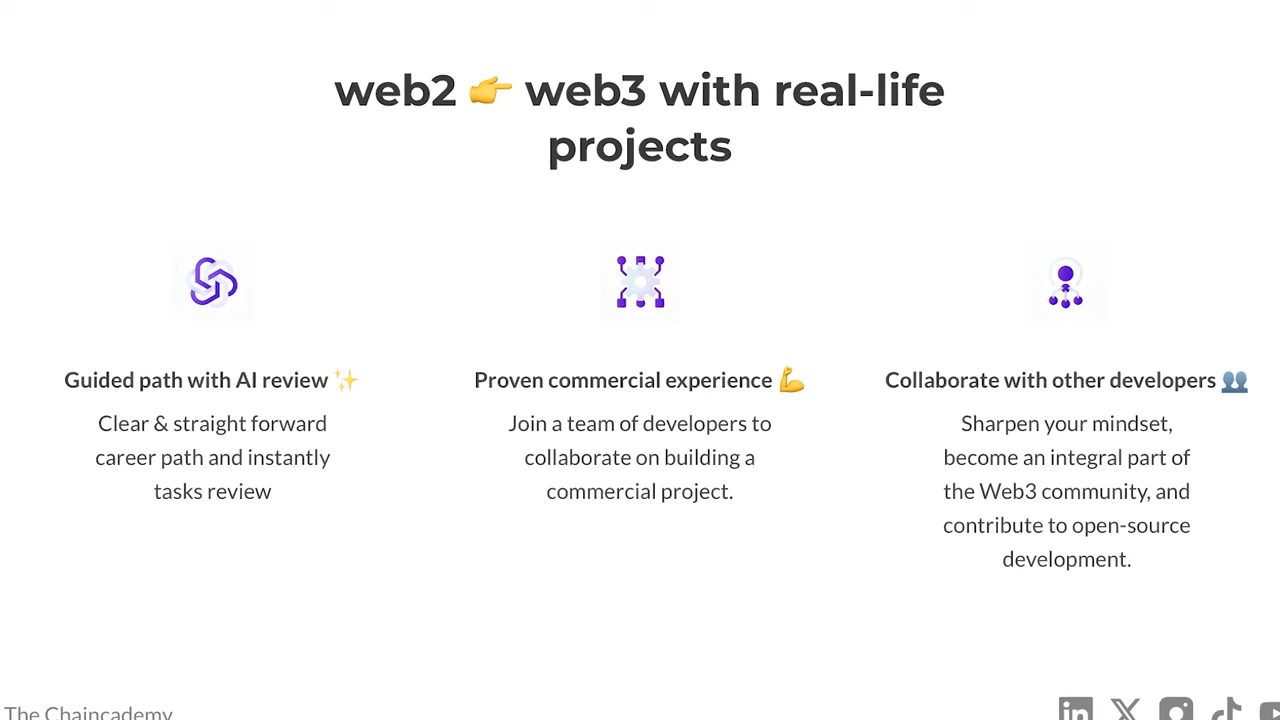 web2 👉 web3 with real-life
projects
Guided path with AI review ✨
Clear & straight forward
career path and instantly
tasks review
Proven commercial experience 💪
Join a team of developers to
collaborate on building a
commercial project.
Collaborate with other developers 👥
Sharpen your mindset,
become an integral part of
the Web3 community, and
contribute to open-source
development.
The Chaincademy